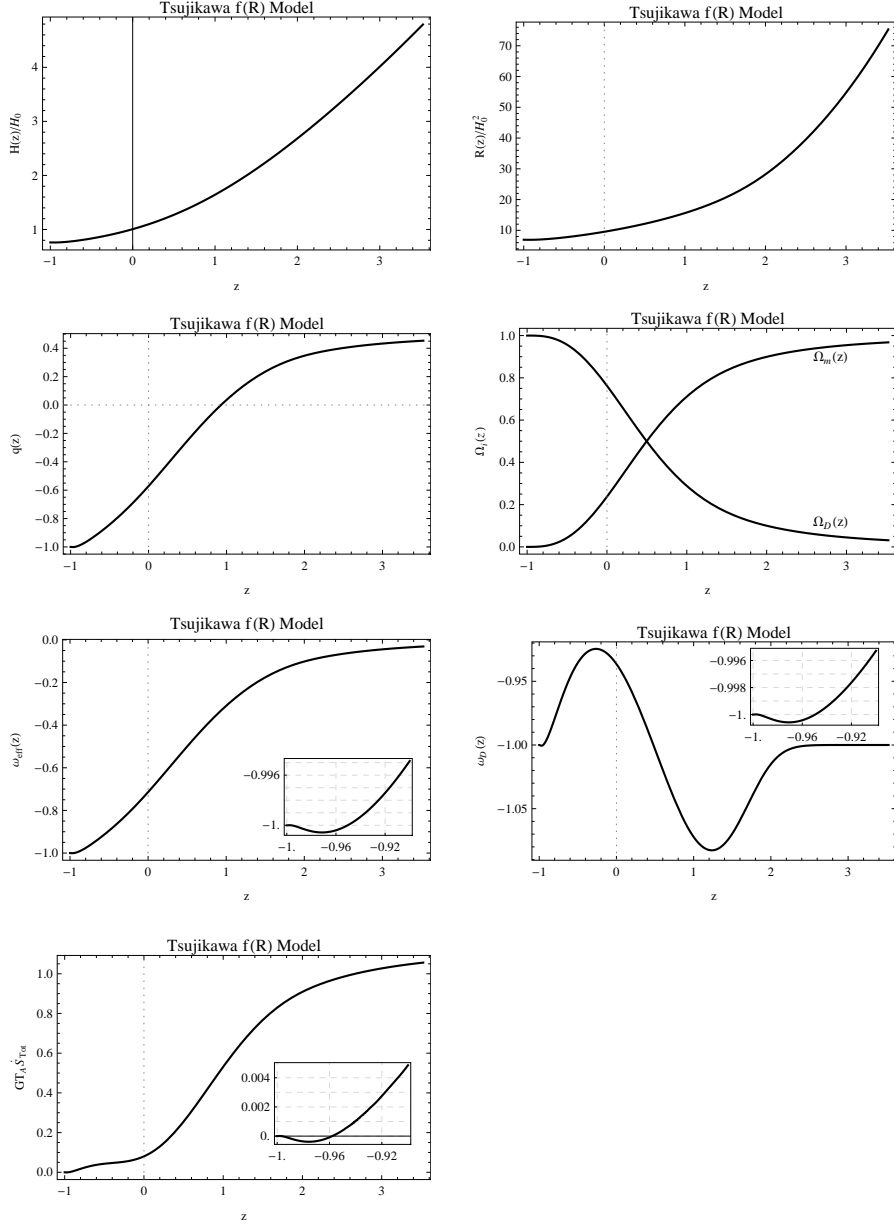 Tsujikawa f(R) Model
H(z)/H₀
4
3
2
1
−1 0 1 2 3
z
Tsujikawa f(R) Model
R(z)/H₀²
70
60
50
40
30
20
10
−1 0 1 2 3
z
Tsujikawa f(R) Model
q(z)
0.4
0.2
0.0
−0.2
−0.4
−0.6
−0.8
−1.0
−1 0 1 2 3
z
Tsujikawa f(R) Model
Ωᵢ(z)
1.0
0.8
0.6
0.4
0.2
0.0
Ωₘ(z)
Ω_D(z)
−1 0 1 2 3
z
Tsujikawa f(R) Model
ω_eff(z)
0.0
−0.2
−0.4
−0.6
−0.8
−1.0
−0.996
−1.
−1. −0.96 −0.92
−1 0 1 2 3
z
Tsujikawa f(R) Model
ω_D(z)
−0.95
−1.00
−1.05
−0.996
−0.998
−1.
−1. −0.96 −0.92
−1 0 1 2 3
z
Tsujikawa f(R) Model
GT_A Ṡ_Tot
1.0
0.8
0.6
0.4
0.2
0.0
0.004
0.002
0.
−1. −0.96 −0.92
−1 0 1 2 3
z